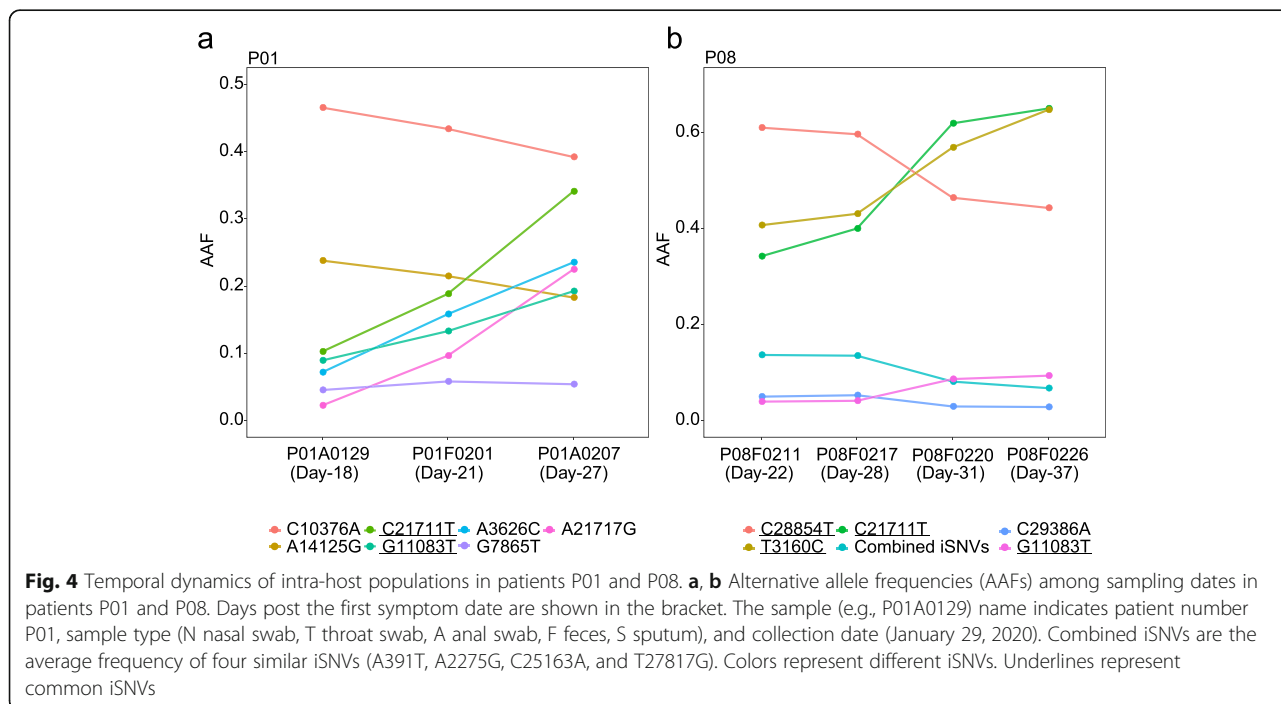 a
P01
0.5
0.4
0.3
0.2
0.1
0.0
AAF
P01A0129
(Day-18)
P01F0201
(Day-21)
P01A0207
(Day-27)
C10376A C21711T A3626C A21717G
A14125G G11083T G7865T
b
P08
0.6
0.4
0.2
0.0
AAF
P08F0211
(Day-22)
P08F0217
(Day-28)
P08F0220
(Day-31)
P08F0226
(Day-37)
C28854T C21711T C29386A
T3160C Combined iSNVs G11083T
Fig. 4 Temporal dynamics of intra-host populations in patients P01 and P08. a, b Alternative allele frequencies (AAFs) among sampling dates in
patients P01 and P08. Days post the first symptom date are shown in the bracket. The sample (e.g., P01A0129) name indicates patient number
P01, sample type (N nasal swab, T throat swab, A anal swab, F feces, S sputum), and collection date (January 29, 2020). Combined iSNVs are the
average frequency of four similar iSNVs (A391T, A2275G, C25163A, and T27817G). Colors represent different iSNVs. Underlines represent
common iSNVs